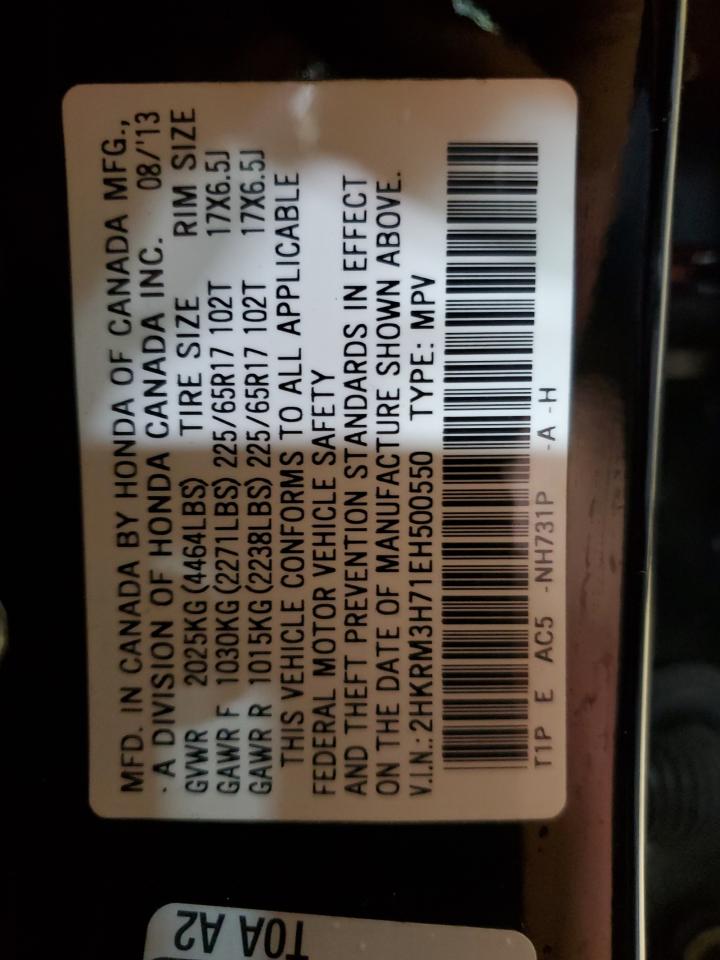 MFD. IN CANADA BY HONDA OF CANADA MFG.,
A DIVISION OF HONDA CANADA INC. 08/'13
GVWR 2025KG (4464LBS) TIRE SIZE RIM SIZE
GAWR F 1030KG (2271LBS) 225/65R17 102T 17X6.5J
GAWR R 1015KG (2238LBS) 225/65R17 102T 17X6.5J
THIS VEHICLE CONFORMS TO ALL APPLICABLE
FEDERAL MOTOR VEHICLE SAFETY
AND THEFT PREVENTION STANDARDS IN EFFECT
ON THE DATE OF MANUFACTURE SHOWN ABOVE.
V.I.N.: 2HKRM3H71EH500550 TYPE: MPV
T1P E AC5 -NH731P -A -H
TOA A2